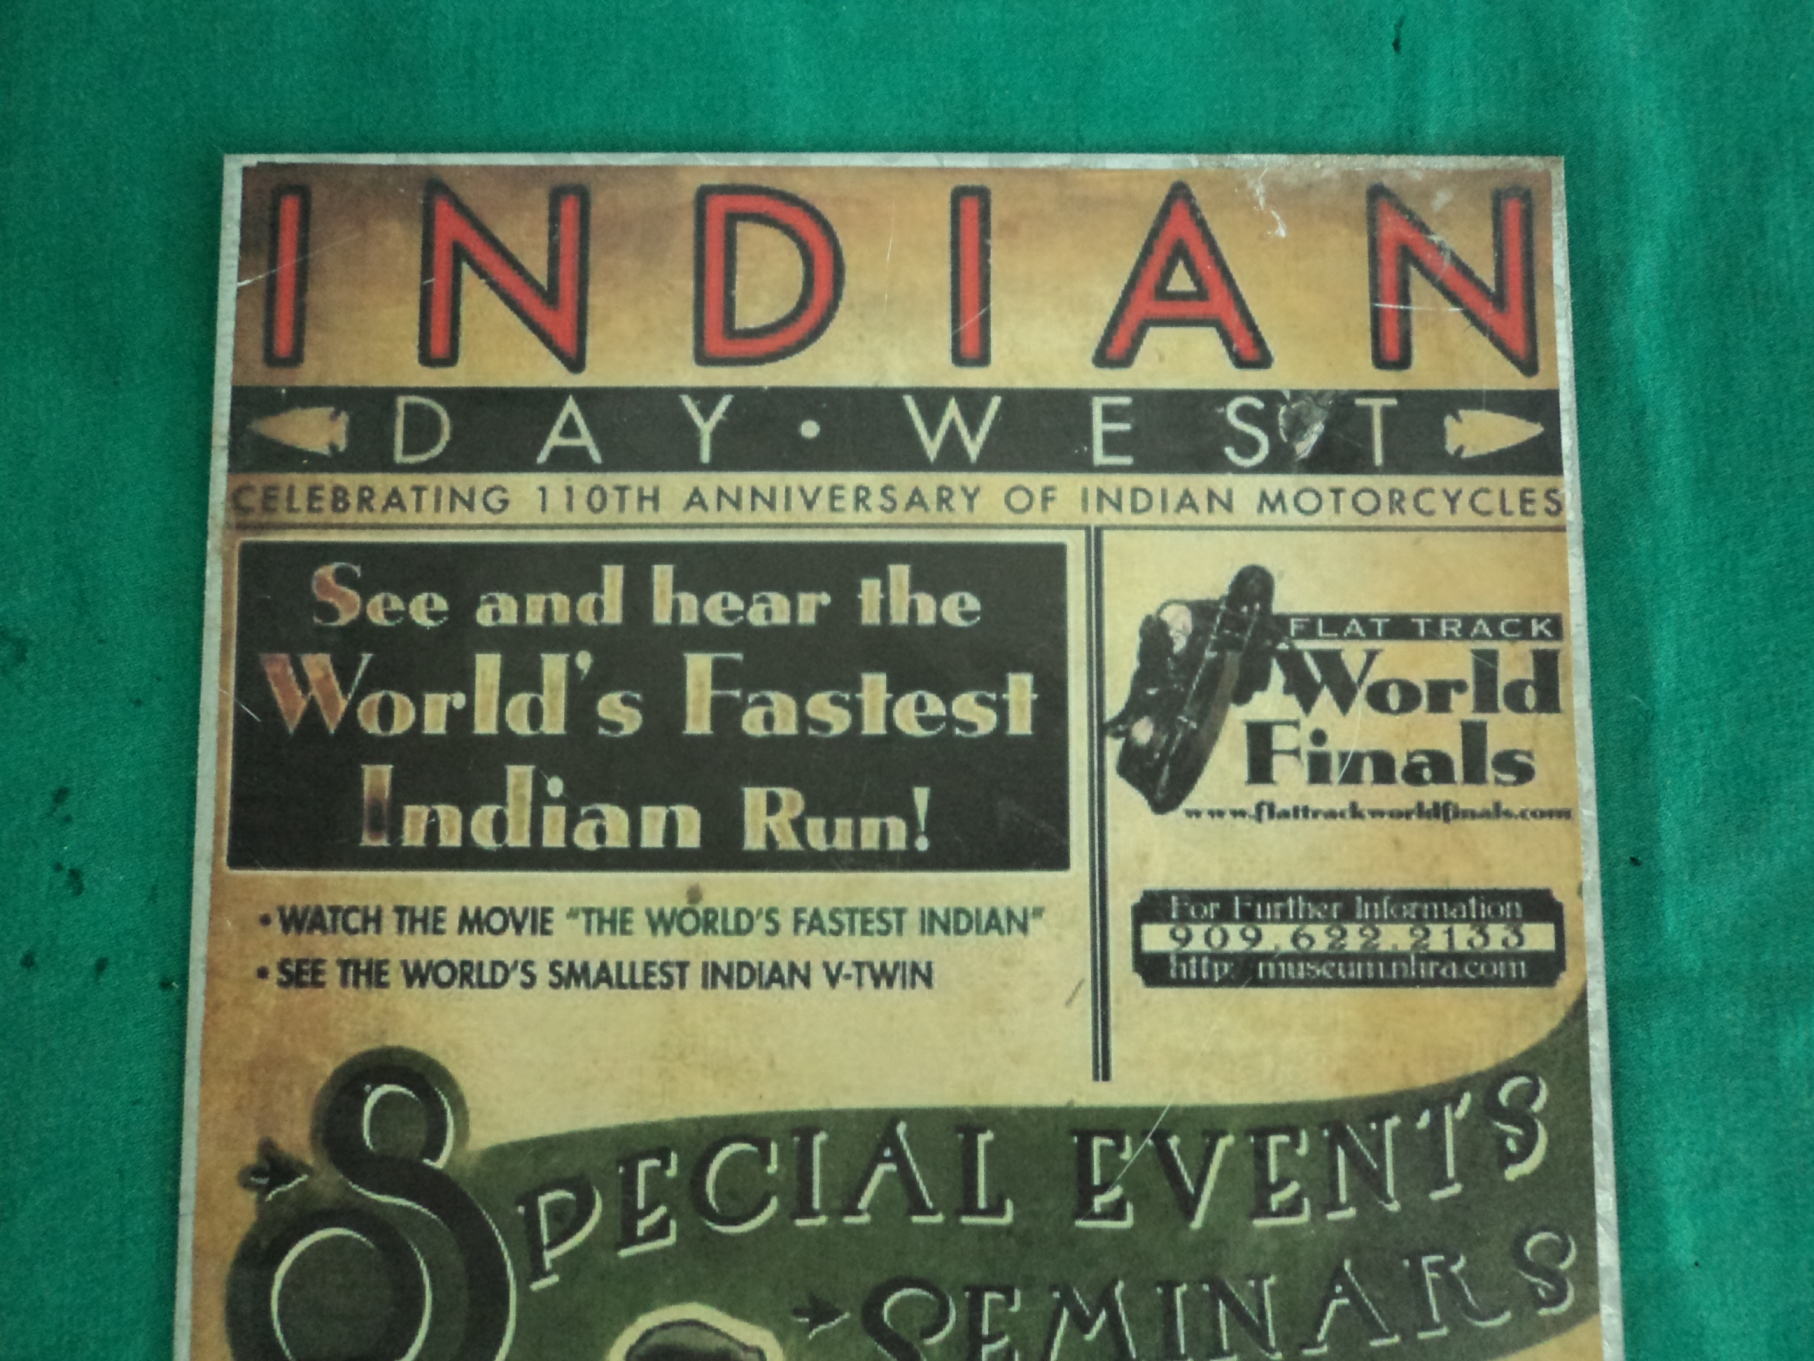 INDIAN
DAY • WEST
CELEBRATING 110TH ANNIVERSARY OF INDIAN MOTORCYCLES
See and hear the
World's Fastest
Indian Run!
• WATCH THE MOVIE "THE WORLD'S FASTEST INDIAN"
• SEE THE WORLD'S SMALLEST INDIAN V-TWIN
FLAT TRACK
World
Finals
www.flattrackworldfinals.com
For Further Information
909.622.2133
http: museum.nhra.com
SPECIAL EVENTS
SEMINARS